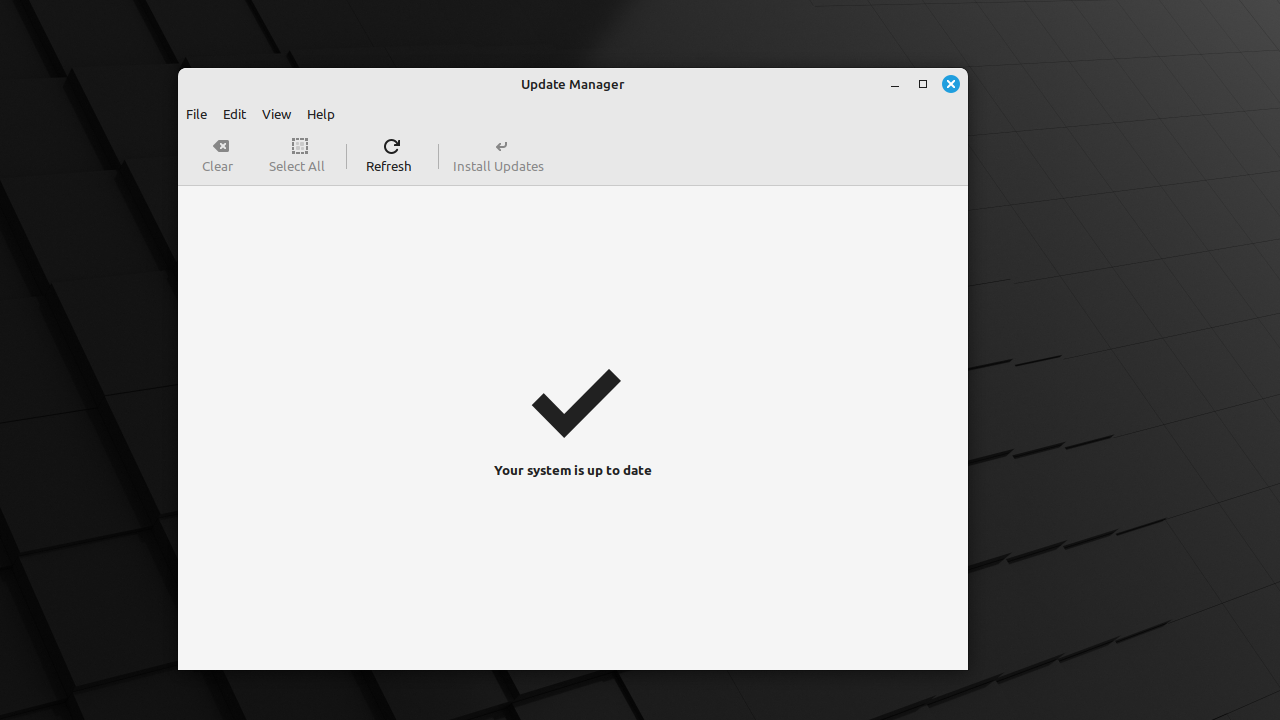 Update Manager
File Edit View Help
Clear Select All Refresh Install Updates
Your system is up to date